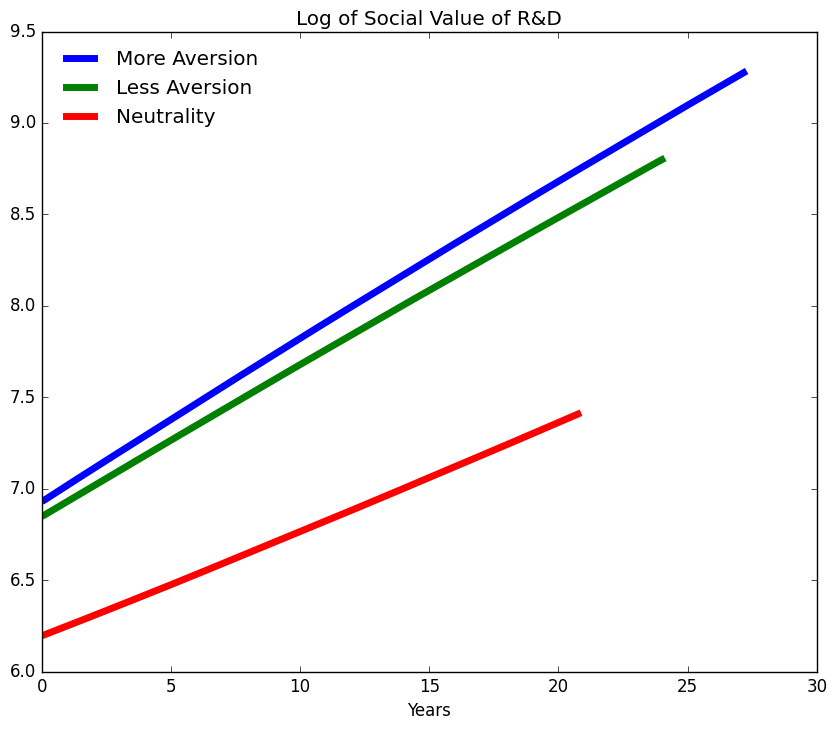 Log of Social Value of R&D
9.5
9.0
8.5
8.0
7.5
7.0
6.5
6.0
More Aversion
Less Aversion
Neutrality
0 5 10 15 20 25 30
Years